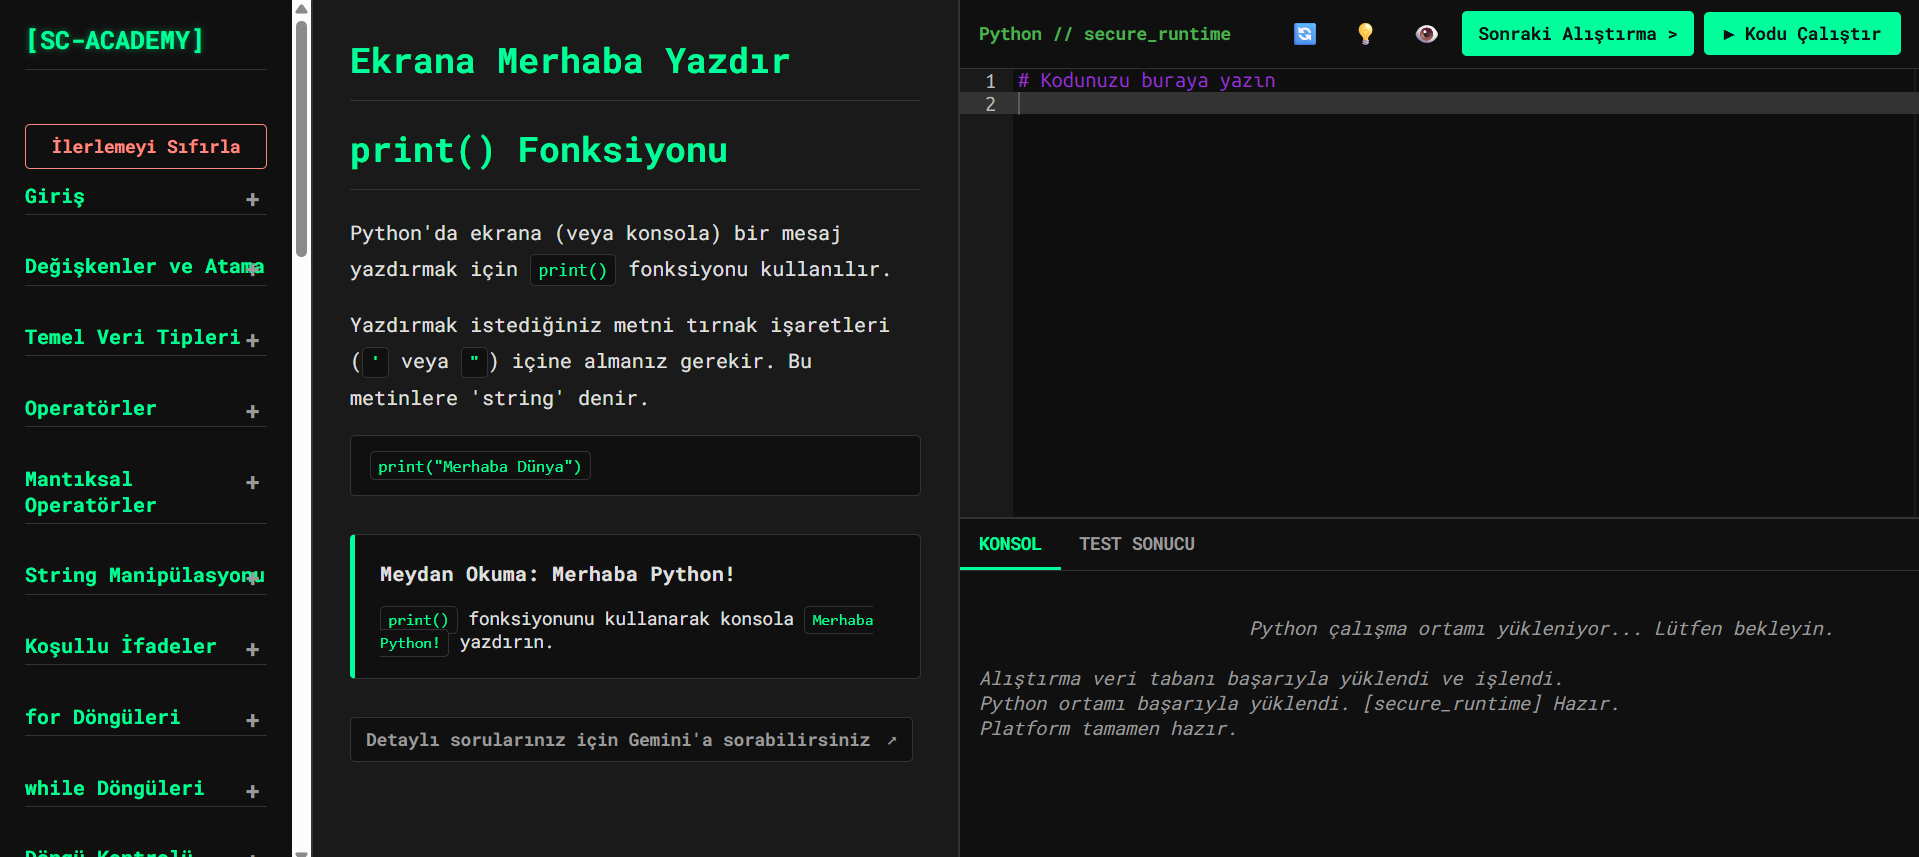 [SC-ACADEMY]
İlerlemeyi Sıfırla
Giriş +
Değişkenler ve Atama +
Temel Veri Tipleri +
Operatörler +
Mantıksal +
Operatörler
String Manipülasyonu +
Koşullu İfadeler +
for Döngüleri +
while Döngüleri +
Döngü Kontrolü
Ekrana Merhaba Yazdır
print() Fonksiyonu
Python'da ekrana (veya konsola) bir mesaj
yazdırmak için print() fonksiyonu kullanılır.
Yazdırmak istediğiniz metni tırnak işaretleri
(' veya ") içine almanız gerekir. Bu
metinlere 'string' denir.
print("Merhaba Dünya")
Meydan Okuma: Merhaba Python!
print() fonksiyonunu kullanarak konsola Merhaba
Python! yazdırın.
Detaylı sorularınız için Gemini'a sorabilirsiniz ↗
Python // secure_runtime
Sonraki Alıştırma >
▶ Kodu Çalıştır
1 # Kodunuzu buraya yazın
2
KONSOL TEST SONUCU
Python çalışma ortamı yükleniyor... Lütfen bekleyin.
Alıştırma veri tabanı başarıyla yüklendi ve işlendi.
Python ortamı başarıyla yüklendi. [secure_runtime] Hazır.
Platform tamamen hazır.